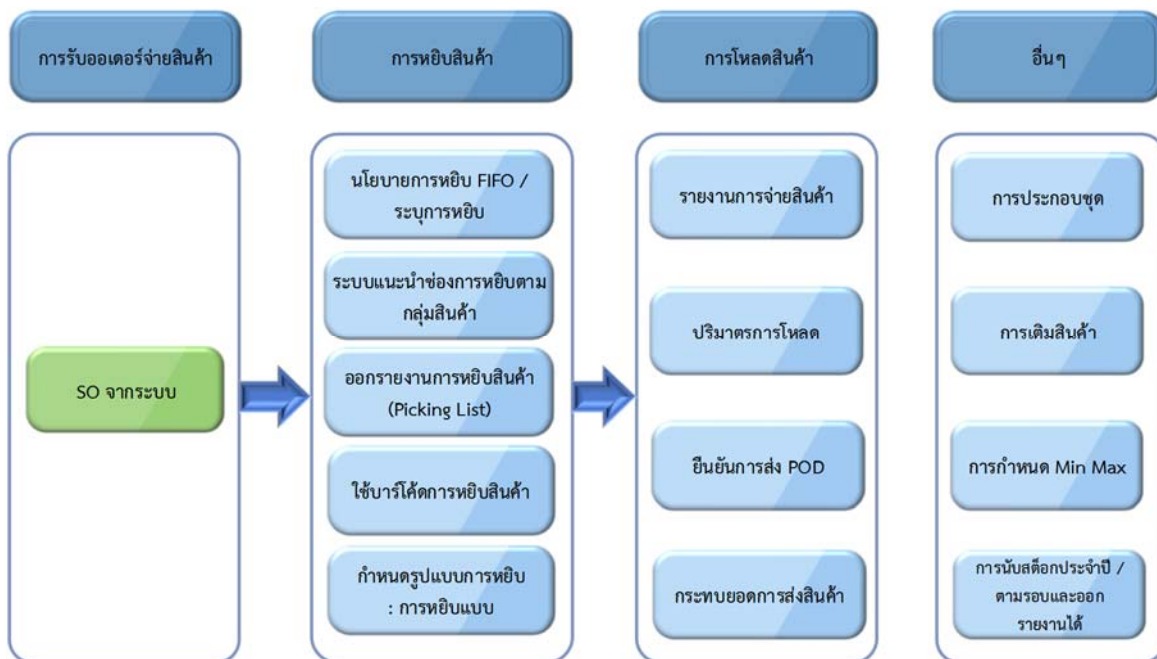 การรับออเดอร์จ่ายสินค้า
การหยิบสินค้า
การโหลดสินค้า
อื่นๆ
SO จากระบบ
นโยบายการหยิบ FIFO /
ระบุการหยิบ
ระบบแนะนำช่องการหยิบตาม
กลุ่มสินค้า
ออกรายงานการหยิบสินค้า
(Picking List)
ใช้บาร์โค้ดการหยิบสินค้า
กำหนดรูปแบบการหยิบ
: การหยิบแบบ
รายงานการจ่ายสินค้า
ปริมาตรการโหลด
ยืนยันการส่ง POD
กระทบยอดการส่งสินค้า
การประกอบชุด
การเติมสินค้า
การกำหนด Min Max
การนับสต็อกประจำปี /
ตามรอบและออก
รายงานได้